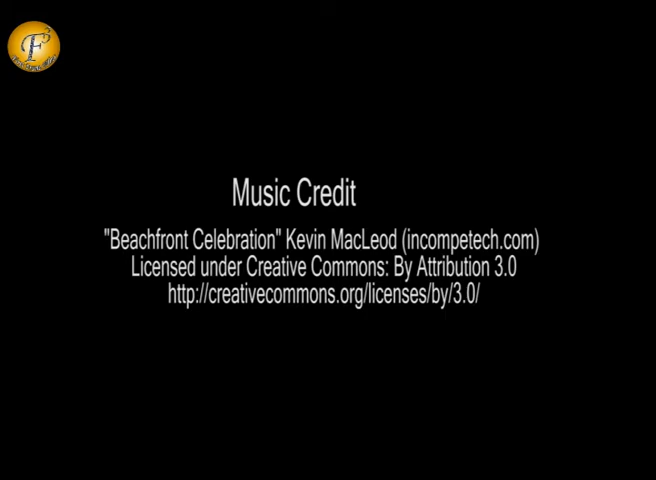 F3
Music Credit
"Beachfront Celebration" Kevin MacLeod (incompetech.com)
Licensed under Creative Commons: By Attribution 3.0
http://creativecommons.org/licenses/by/3.0/